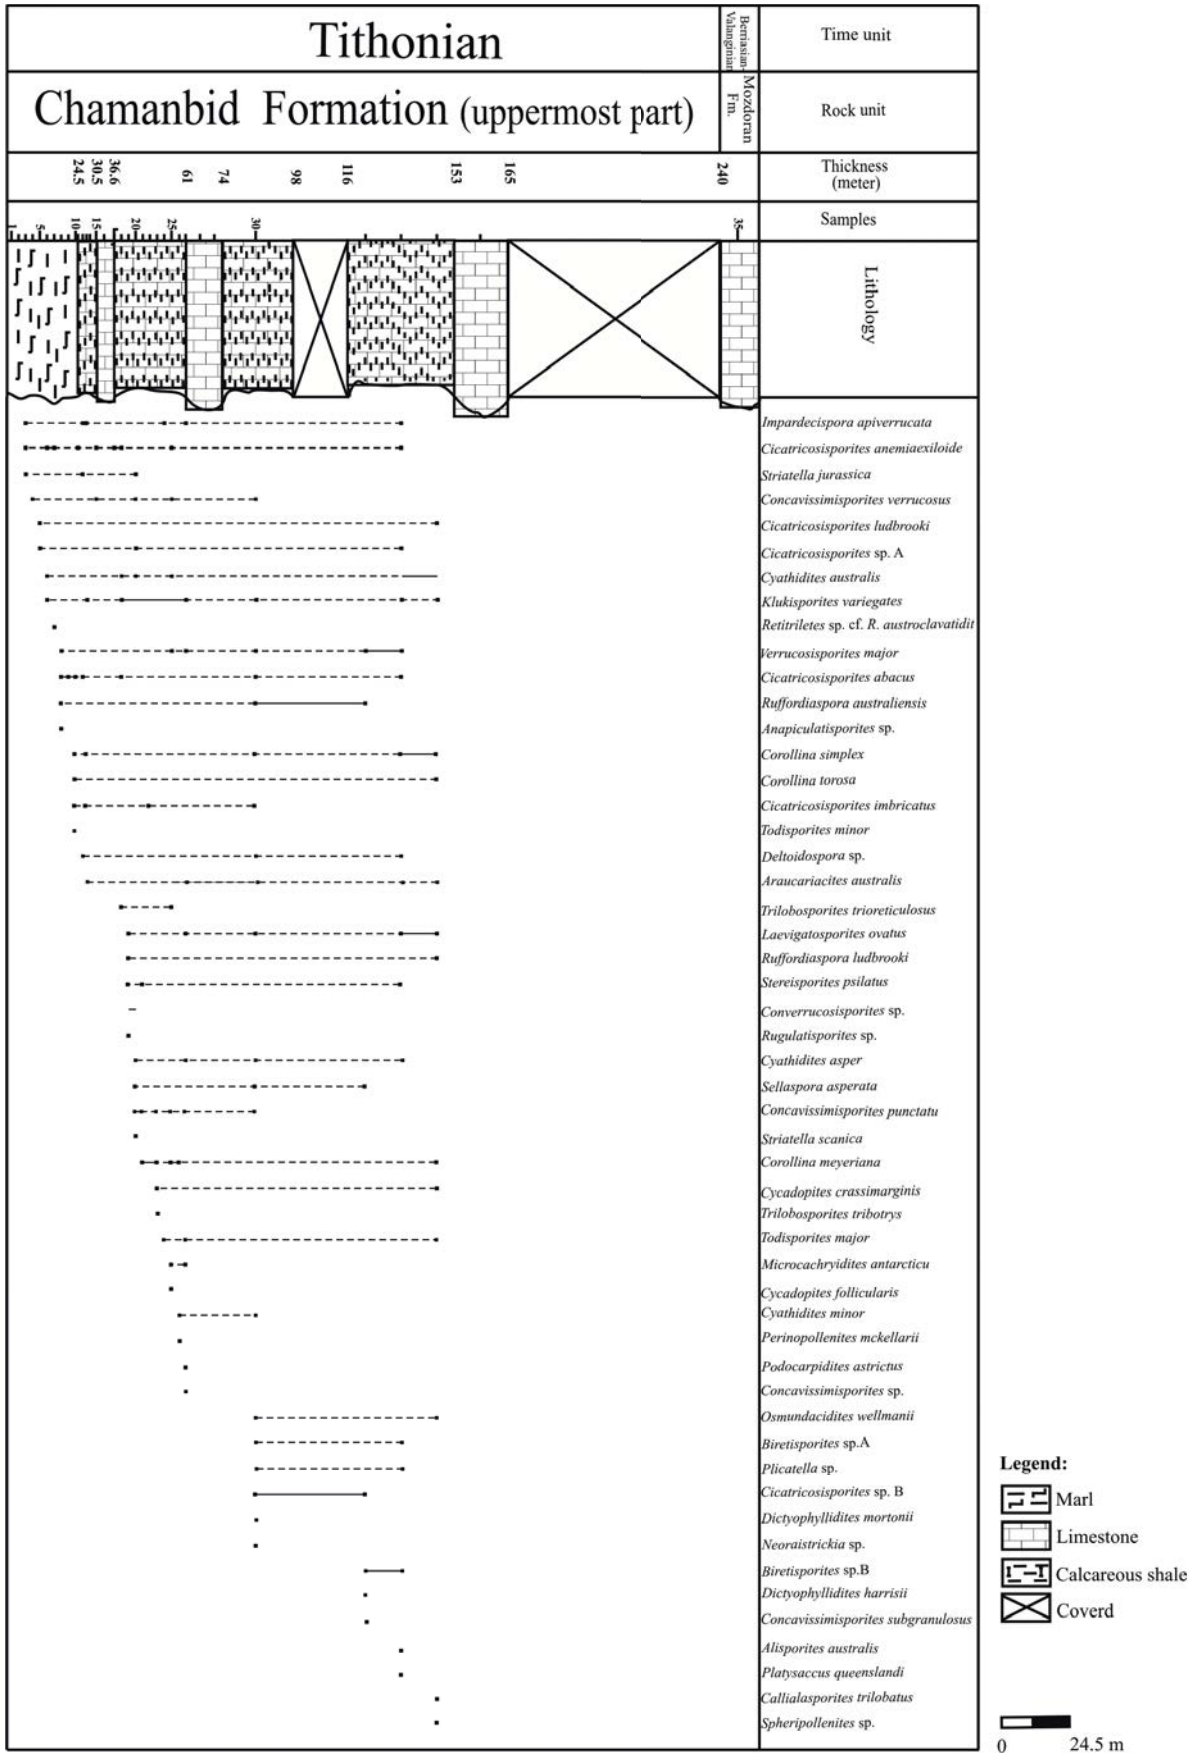 Tithonian
Berriasian-
Valanginian
Time unit
Chamanbid Formation (uppermost part)
Mozdoran
Fm.
Rock unit
24.5 30.5 36.6 61 74 98 116 153 165 240
Thickness
(meter)
1 5 10 15 20 25 30 35
Samples
Lithology
Impardecispora apiverrucata
Cicatricosisporites anemiaexiloide
Striatella jurassica
Concavissimisporites verrucosus
Cicatricosisporites ludbrooki
Cicatricosisporites sp. A
Cyathidites australis
Klukisporites variegates
Retitriletes sp. cf. R. austroclavatidit
Verrucosisporites major
Cicatricosisporites abacus
Ruffordiaspora australiensis
Anapiculatisporites sp.
Corollina simplex
Corollina torosa
Cicatricosisporites imbricatus
Todisporites minor
Deltoidospora sp.
Araucariacites australis
Trilobosporites trioreticulosus
Laevigatosporites ovatus
Ruffordiaspora ludbrooki
Stereisporites psilatus
Converrucosisporites sp.
Rugulatisporites sp.
Cyathidites asper
Sellaspora asperata
Concavissimisporites punctatu
Striatella scanica
Corollina meyeriana
Cycadopites crassimarginis
Trilobosporites tribotrys
Todisporites major
Microcachryidites antarcticu
Cycadopites follicularis
Cyathidites minor
Perinopollenites mckellarii
Podocarpidites astrictus
Concavissimisporites sp.
Osmundacidites wellmanii
Biretisporites sp.A
Plicatella sp.
Cicatricosisporites sp. B
Dictyophyllidites mortonii
Neoraistrickia sp.
Biretisporites sp.B
Dictyophyllidites harrisii
Concavissimisporites subgranulosus
Alisporites australis
Platysaccus queenslandi
Callialasporites trilobatus
Spheripollenites sp.
Legend:
Marl
Limestone
Calcareous shale
Coverd
0 24.5 m